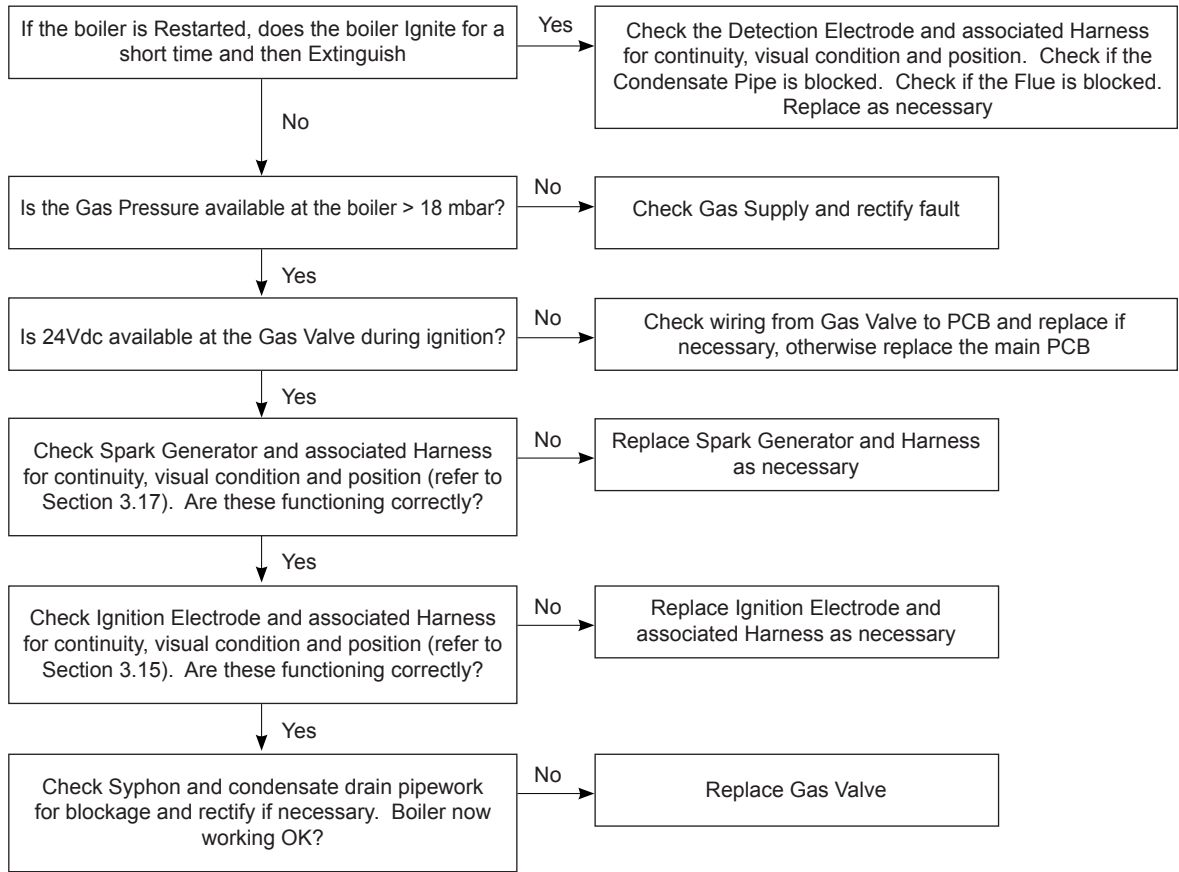 If the boiler is Restarted, does the boiler Ignite for a
short time and then Extinguish
Yes
Check the Detection Electrode and associated Harness
for continuity, visual condition and position.  Check if the
Condensate Pipe is blocked.  Check if the Flue is blocked.
Replace as necessary
No
Is the Gas Pressure available at the boiler > 18 mbar?
No
Check Gas Supply and rectify fault
Yes
Is 24Vdc available at the Gas Valve during ignition?
No
Check wiring from Gas Valve to PCB and replace if
necessary, otherwise replace the main PCB
Yes
Check Spark Generator and associated Harness
for continuity, visual condition and position (refer to
Section 3.17).  Are these functioning correctly?
No
Replace Spark Generator and Harness
as necessary
Yes
Check Ignition Electrode and associated Harness
for continuity, visual condition and position (refer to
Section 3.15).  Are these functioning correctly?
No
Replace Ignition Electrode and
associated Harness as necessary
Yes
Check Syphon and condensate drain pipework
for blockage and rectify if necessary.  Boiler now
working OK?
No
Replace Gas Valve